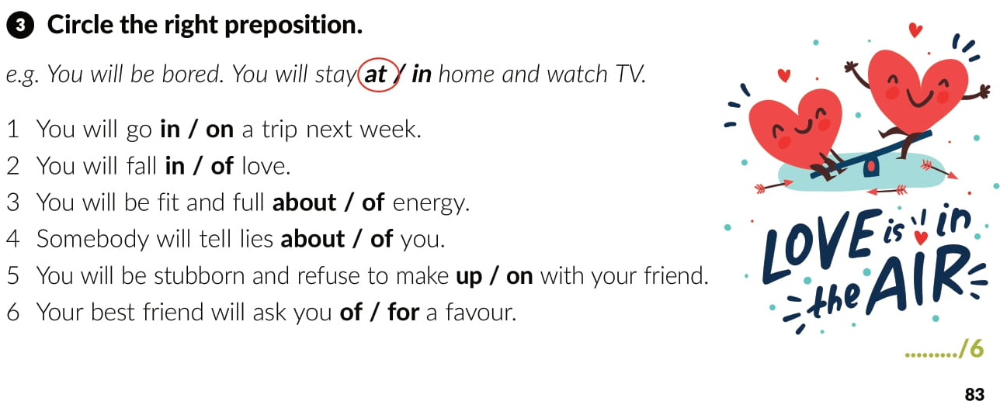 3 Circle the right preposition.
e.g. You will be bored. You will stay at / in home and watch TV.
1 You will go in / on a trip next week.
2 You will fall in / of love.
3 You will be fit and full about / of energy.
4 Somebody will tell lies about / of you.
5 You will be stubborn and refuse to make up / on with your friend.
6 Your best friend will ask you of / for a favour.
LOVE is in
the AIR
........./6
83